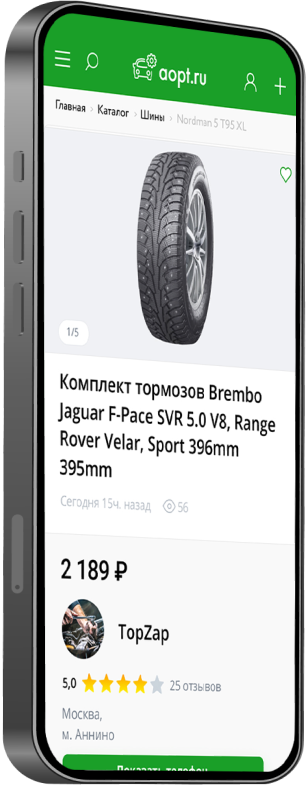 aopt.ru
Главная › Каталог › Шины › Nordman 5 T95 XL
1/5
Комплект тормозов Brembo
Jaguar F-Pace SVR 5.0 V8, Range
Rover Velar, Sport 396mm
395mm
Сегодня 15ч. назад 56
2 189 ₽
TopZap
5,0 25 отзывов
Москва,
м. Аннино
Показать телефон